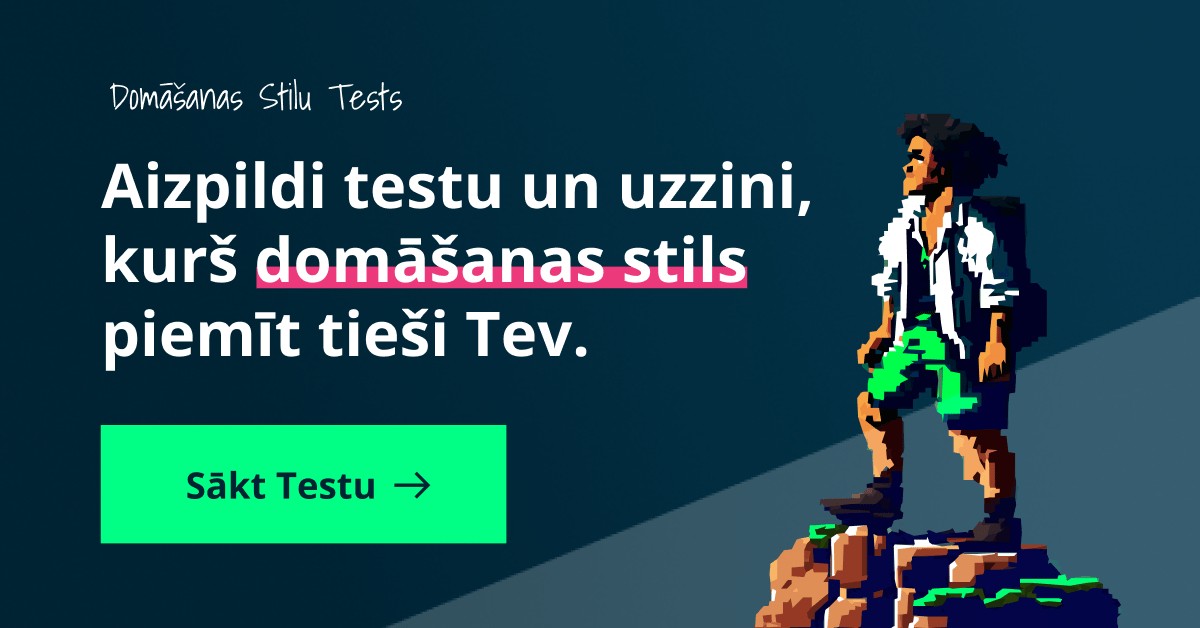 Domāšanas Stilu Tests
Aizpildi testu un uzzini,
kurš domāšanas stils
piemīt tieši Tev.
Sākt Testu →